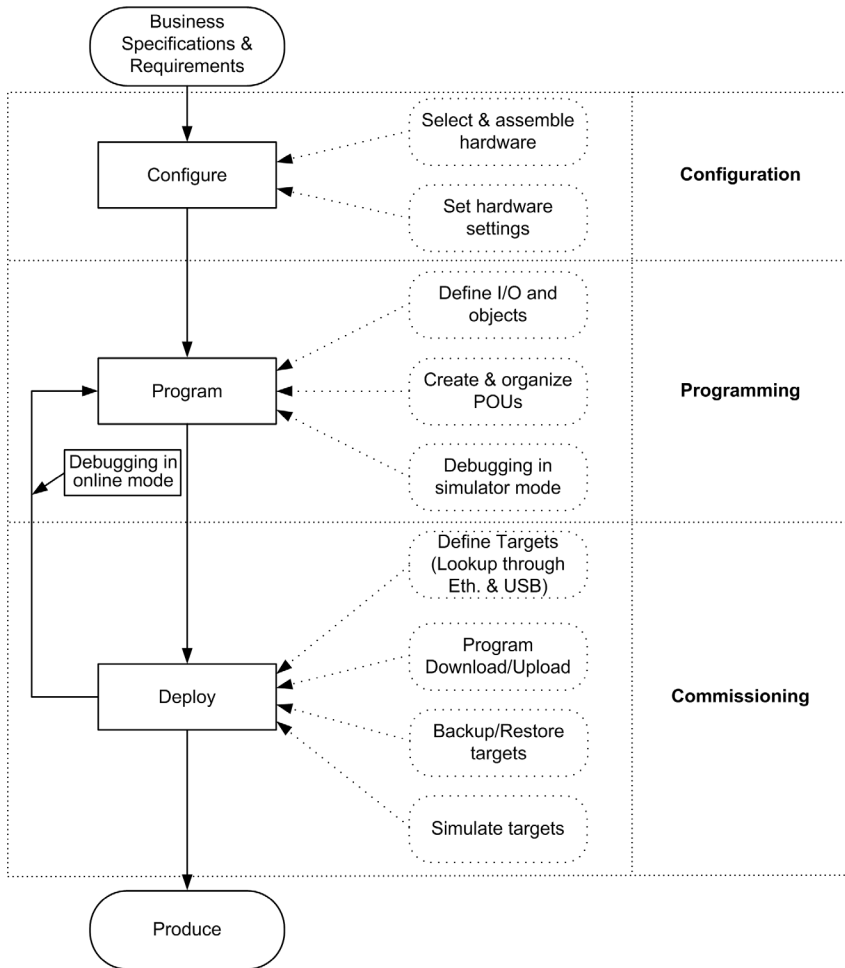 Business
Specifications &
Requirements
Select & assemble
hardware
Configure
Configuration
Set hardware
settings
Define I/O and
objects
Program
Create & organize
POUs
Programming
Debugging in
online mode
Debugging in
simulator mode
Define Targets
(Lookup through
Eth. & USB)
Program
Download/Upload
Deploy
Commissioning
Backup/Restore
targets
Simulate targets
Produce